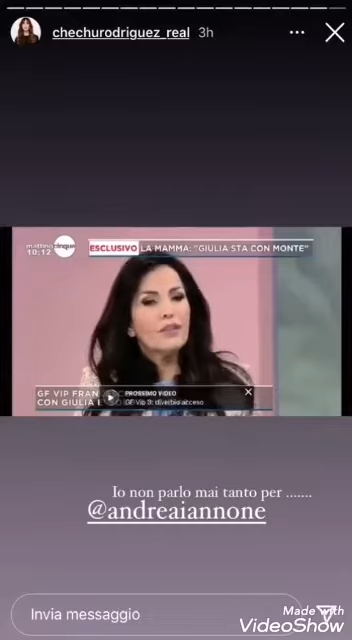 chechurodriguez_real 3h
mattino cinque
10:12
ESCLUSIVO LA MAMMA: "GIULIA STA CON MONTE"
GF VIP FRAN
CON GIULIA E
PROSSIMO VIDEO
GF Vip 3: diverbio acceso
Io non parlo mai tanto per .......
@andreaiannone
Invia messaggio
Made with
VideoShow